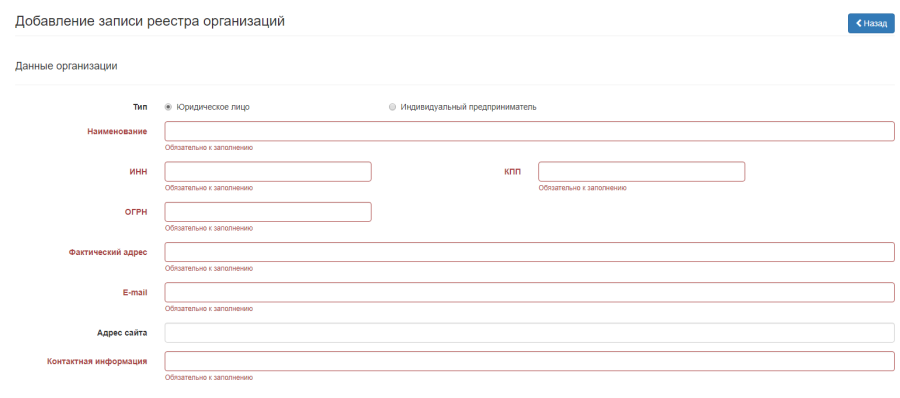 Добавление записи реестра организаций
Назад
Данные организации
Тип Юридическое лицо Индивидуальный предприниматель
Наименование
Обязательно к заполнению
ИНН КПП
Обязательно к заполнению Обязательно к заполнению
ОГРН
Обязательно к заполнению
Фактический адрес
Обязательно к заполнению
E-mail
Обязательно к заполнению
Адрес сайта
Контактная информация
Обязательно к заполнению